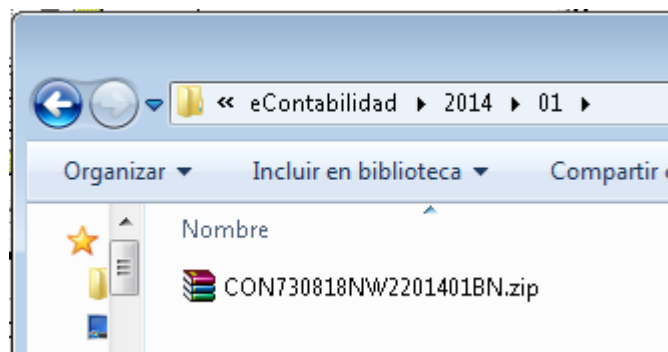 « eContabilidad ▸ 2014 ▸ 01 ▸
Organizar ▾ Incluir en biblioteca ▾ Compartir
Nombre
CON730818NW2201401BN.zip